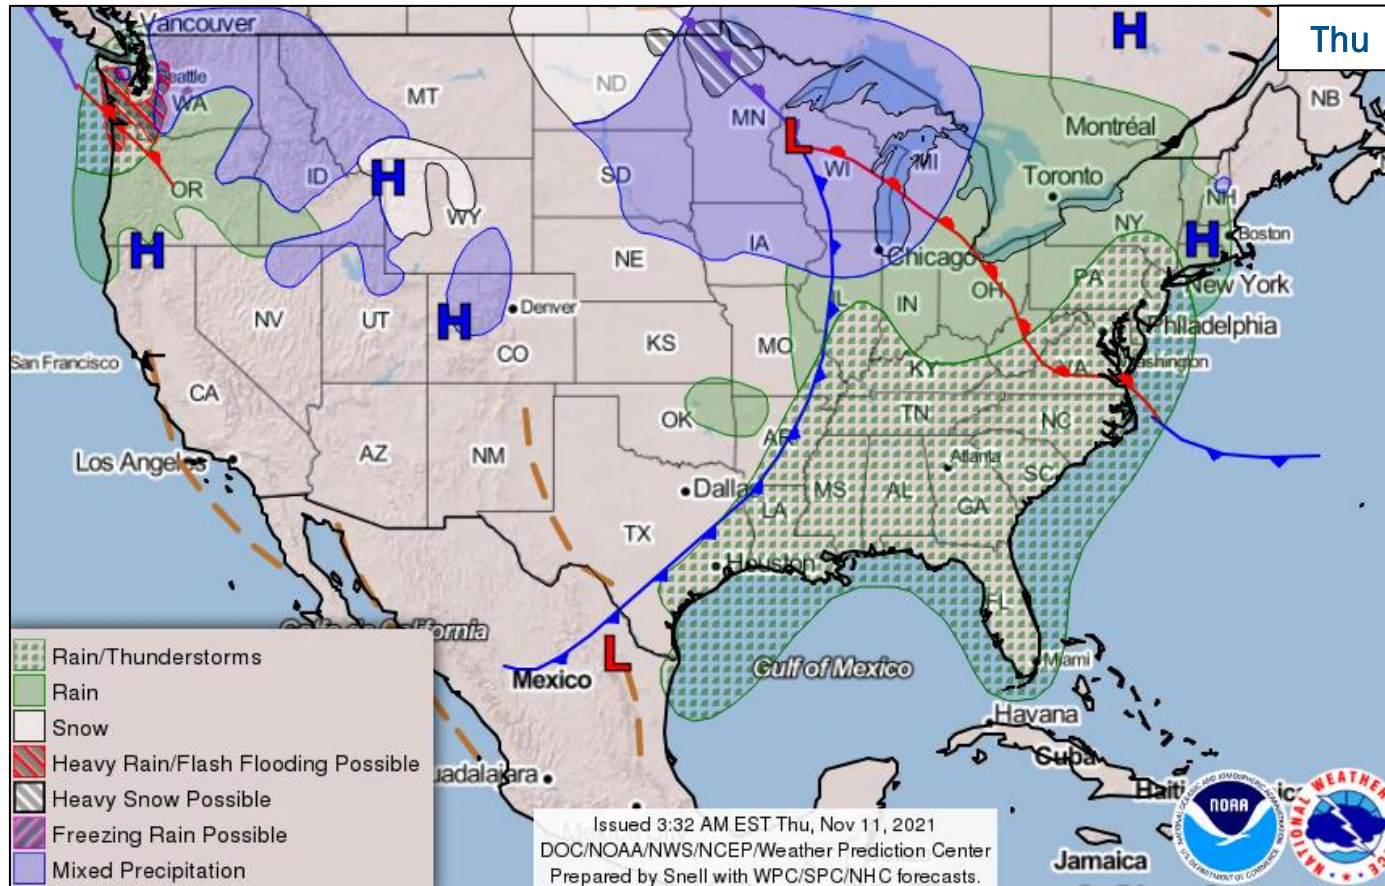 Thu
Vancouver
Seattle
WA
MT
ND
MN
NB
Montréal
OR
ID
H
H
H
H
H
WY
SD
L
WI
MI
Toronto
NH
NY
Boston
IA
NE
Chicago
PA
New York
NV
UT
Denver
CO
KS
MO
IL
IN
OH
Philadelphia
San Francisco
CA
KY
VA
Washington
OK
AR
TN
NC
Los Angeles
AZ
NM
Dallas
MS
AL
Atlanta
GA
SC
LA
TX
Houston
FL
Miami
L
Mexico
Gulf of Mexico
Havana
Cuba
Jamaica
Rain/Thunderstorms
Rain
Snow
Heavy Rain/Flash Flooding Possible
Heavy Snow Possible
Freezing Rain Possible
Mixed Precipitation
uadalajara
Issued 3:32 AM EST Thu, Nov 11, 2021
DOC/NOAA/NWS/NCEP/Weather Prediction Center
Prepared by Snell with WPC/SPC/NHC forecasts.
Haiti
NOAA